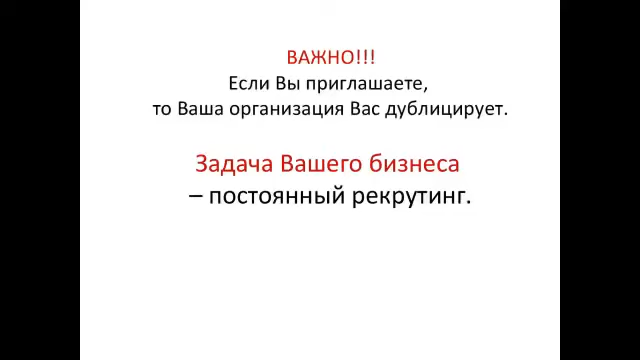 ВАЖНО!!!
Если Вы приглашаете,
то Ваша организация Вас дублицирует.
Задача Вашего бизнеса
– постоянный рекрутинг.